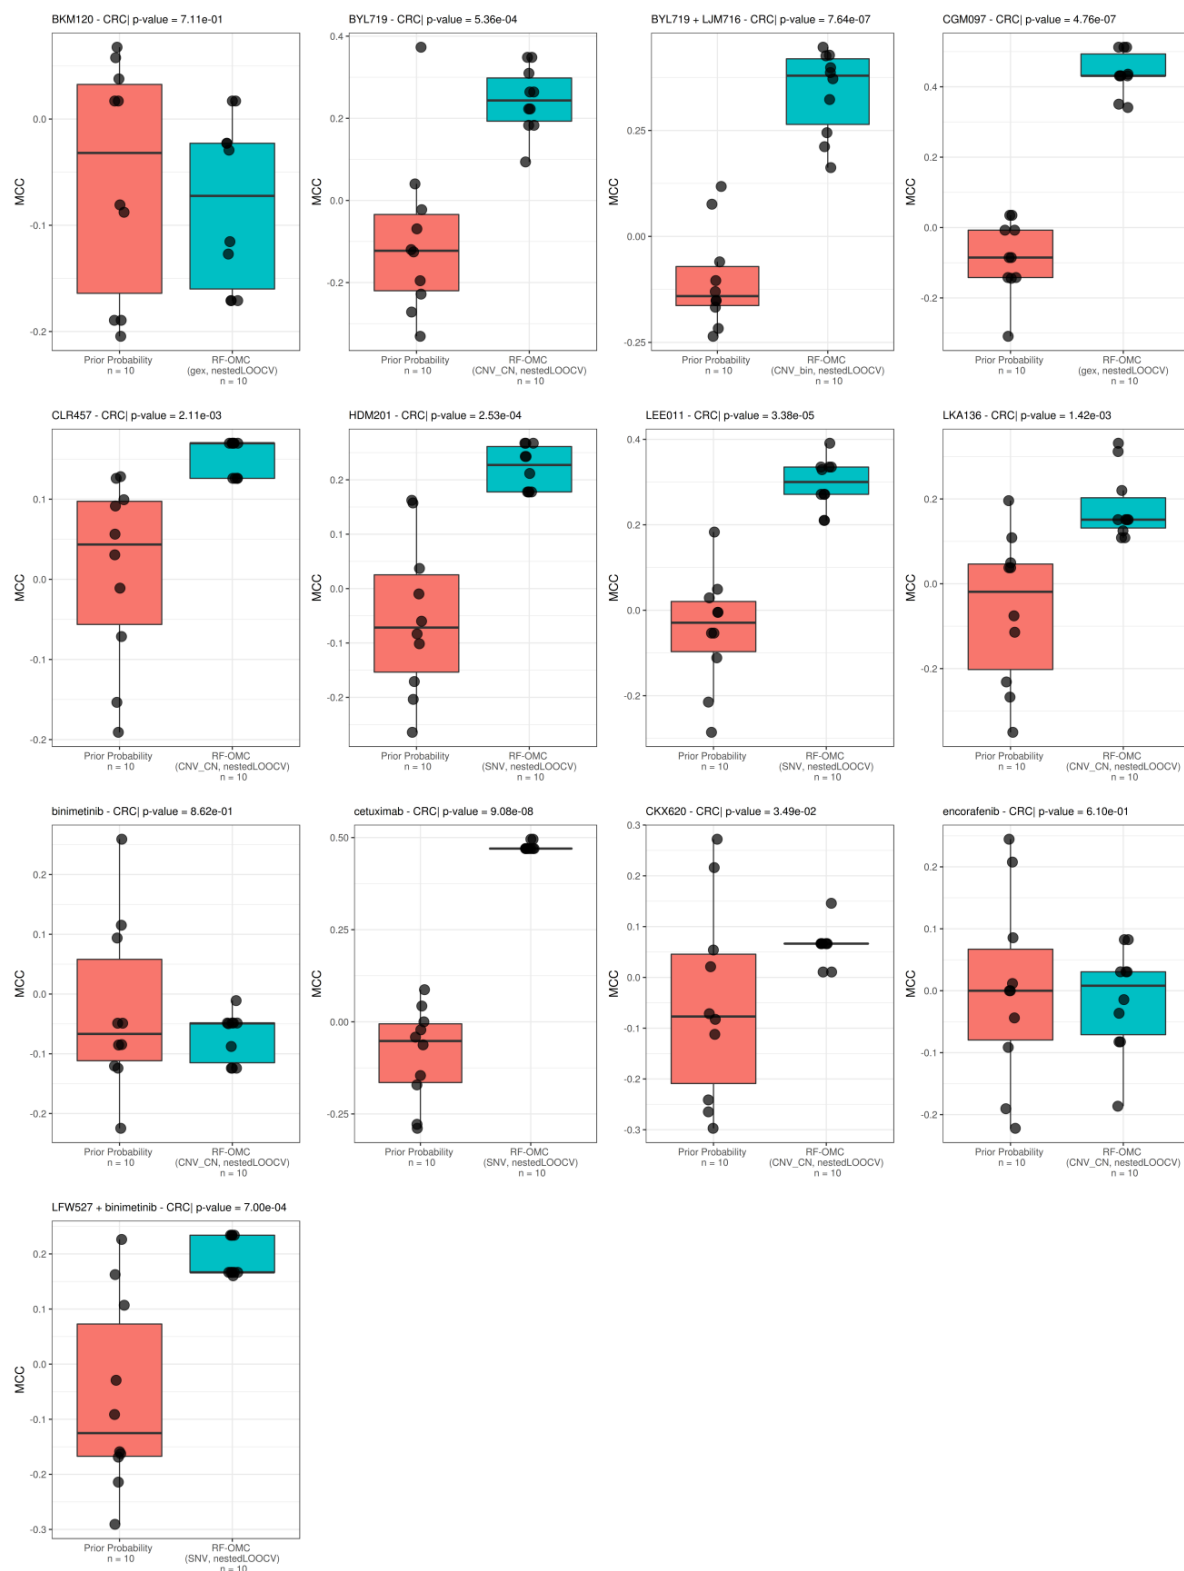 BKM120 - CRC| p-value = 7.11e-01
MCC
0.0
-0.1
-0.2
Prior Probability
n = 10
RF-OMC
(gex, nestedLOOCV)
n = 10
BYL719 - CRC| p-value = 5.36e-04
MCC
0.4
0.2
0.0
-0.2
Prior Probability
n = 10
RF-OMC
(CNV_CN, nestedLOOCV)
n = 10
BYL719 + LJM716 - CRC| p-value = 7.64e-07
MCC
0.25
0.00
-0.25
Prior Probability
n = 10
RF-OMC
(CNV_bin, nestedLOOCV)
n = 10
CGM097 - CRC| p-value = 4.76e-07
MCC
0.4
0.2
0.0
-0.2
Prior Probability
n = 10
RF-OMC
(gex, nestedLOOCV)
n = 10
CLR457 - CRC| p-value = 2.11e-03
MCC
0.1
0.0
-0.1
-0.2
Prior Probability
n = 10
RF-OMC
(CNV_CN, nestedLOOCV)
n = 10
HDM201 - CRC| p-value = 2.53e-04
MCC
0.2
0.1
0.0
-0.1
-0.2
Prior Probability
n = 10
RF-OMC
(SNV, nestedLOOCV)
n = 10
LEE011 - CRC| p-value = 3.38e-05
MCC
0.4
0.2
0.0
-0.2
Prior Probability
n = 10
RF-OMC
(SNV, nestedLOOCV)
n = 10
LKA136 - CRC| p-value = 1.42e-03
MCC
0.2
0.0
-0.2
Prior Probability
n = 10
RF-OMC
(CNV_CN, nestedLOOCV)
n = 10
binimetinib - CRC| p-value = 8.62e-01
MCC
0.2
0.1
0.0
-0.1
-0.2
Prior Probability
n = 10
RF-OMC
(CNV_CN, nestedLOOCV)
n = 10
cetuximab - CRC| p-value = 9.08e-08
MCC
0.50
0.25
0.00
-0.25
Prior Probability
n = 10
RF-OMC
(SNV, nestedLOOCV)
n = 10
CKX620 - CRC| p-value = 3.49e-02
MCC
0.3
0.2
0.1
0.0
-0.1
-0.2
-0.3
Prior Probability
n = 10
RF-OMC
(CNV_CN, nestedLOOCV)
n = 10
encorafenib - CRC| p-value = 6.10e-01
MCC
0.2
0.1
0.0
-0.1
-0.2
Prior Probability
n = 10
RF-OMC
(CNV_CN, nestedLOOCV)
n = 10
LFW527 + binimetinib - CRC| p-value = 7.00e-04
MCC
0.2
0.1
0.0
-0.1
-0.2
-0.3
Prior Probability
n = 10
RF-OMC
(SNV, nestedLOOCV)
n = 10